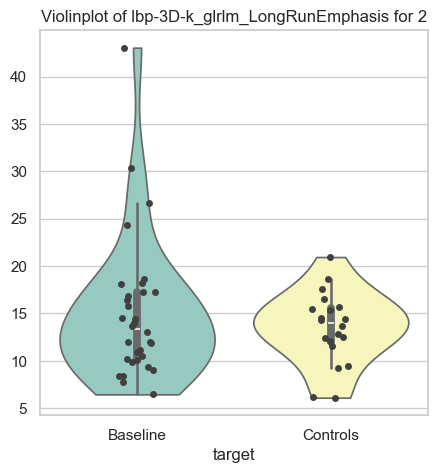 Violinplot of lbp-3D-k_glrlm_LongRunEmphasis for 2
40
35
30
25
20
15
10
5
Baseline
Controls
target